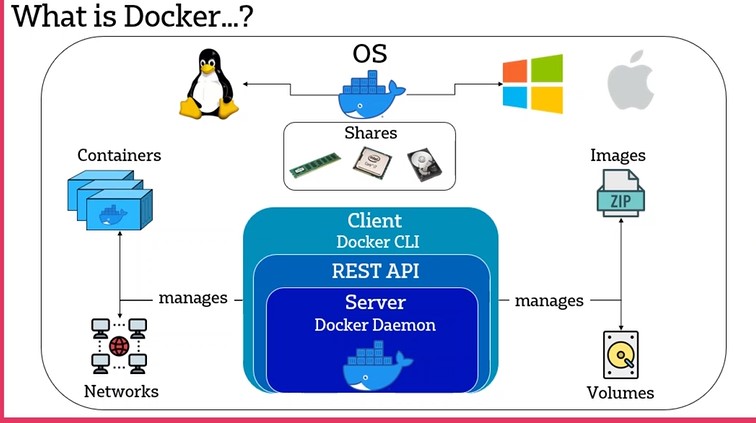 What is Docker...?
OS
Shares
Containers
Images
ZIP
Client
Docker CLI
REST API
manages
manages
Server
Docker Daemon
Networks
Volumes